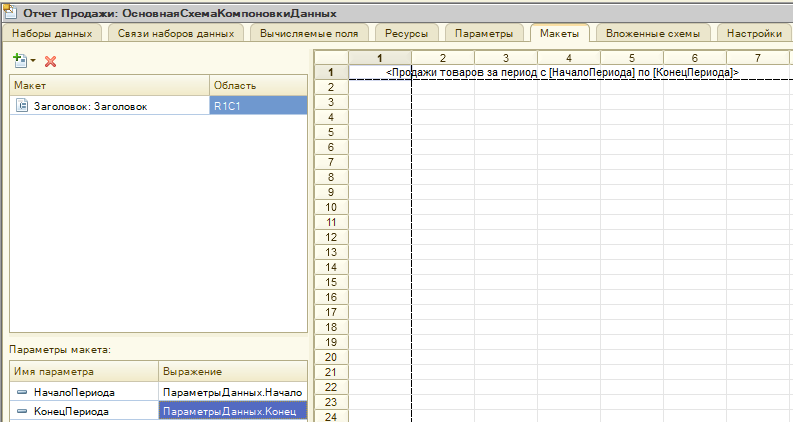 Отчет Продажи: ОсновнаяСхемаКомпоновкиДанных
Наборы данных Связи наборов данных Вычисляемые поля Ресурсы Параметры Макеты Вложенные схемы Настройки
Макет Область
Заголовок: Заголовок R1C1
1 2 3 4 5 6 7
1 <Продажи товаров за период с [НачалоПериода] по [КонецПериода]>
2
3
4
5
6
7
8
9
10
11
12
13
14
15
16
17
18
19
20
21
22
23
24
Параметры макета:
Имя параметра Выражение
НачалоПериода ПараметрыДанных.Начало
КонецПериода ПараметрыДанных.Конец